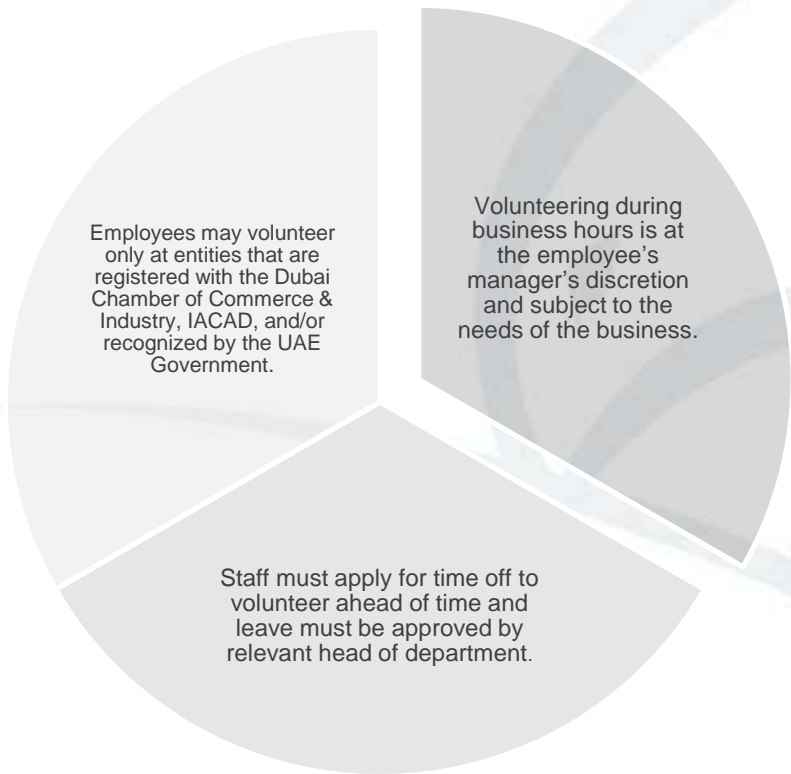 Employees may volunteer
only at entities that are
registered with the Dubai
Chamber of Commerce &
Industry, IACAD, and/or
recognized by the UAE
Government.
Volunteering during
business hours is at
the employee's
manager's discretion
and subject to the
needs of the business.
Staff must apply for time off to
volunteer ahead of time and
leave must be approved by
relevant head of department.